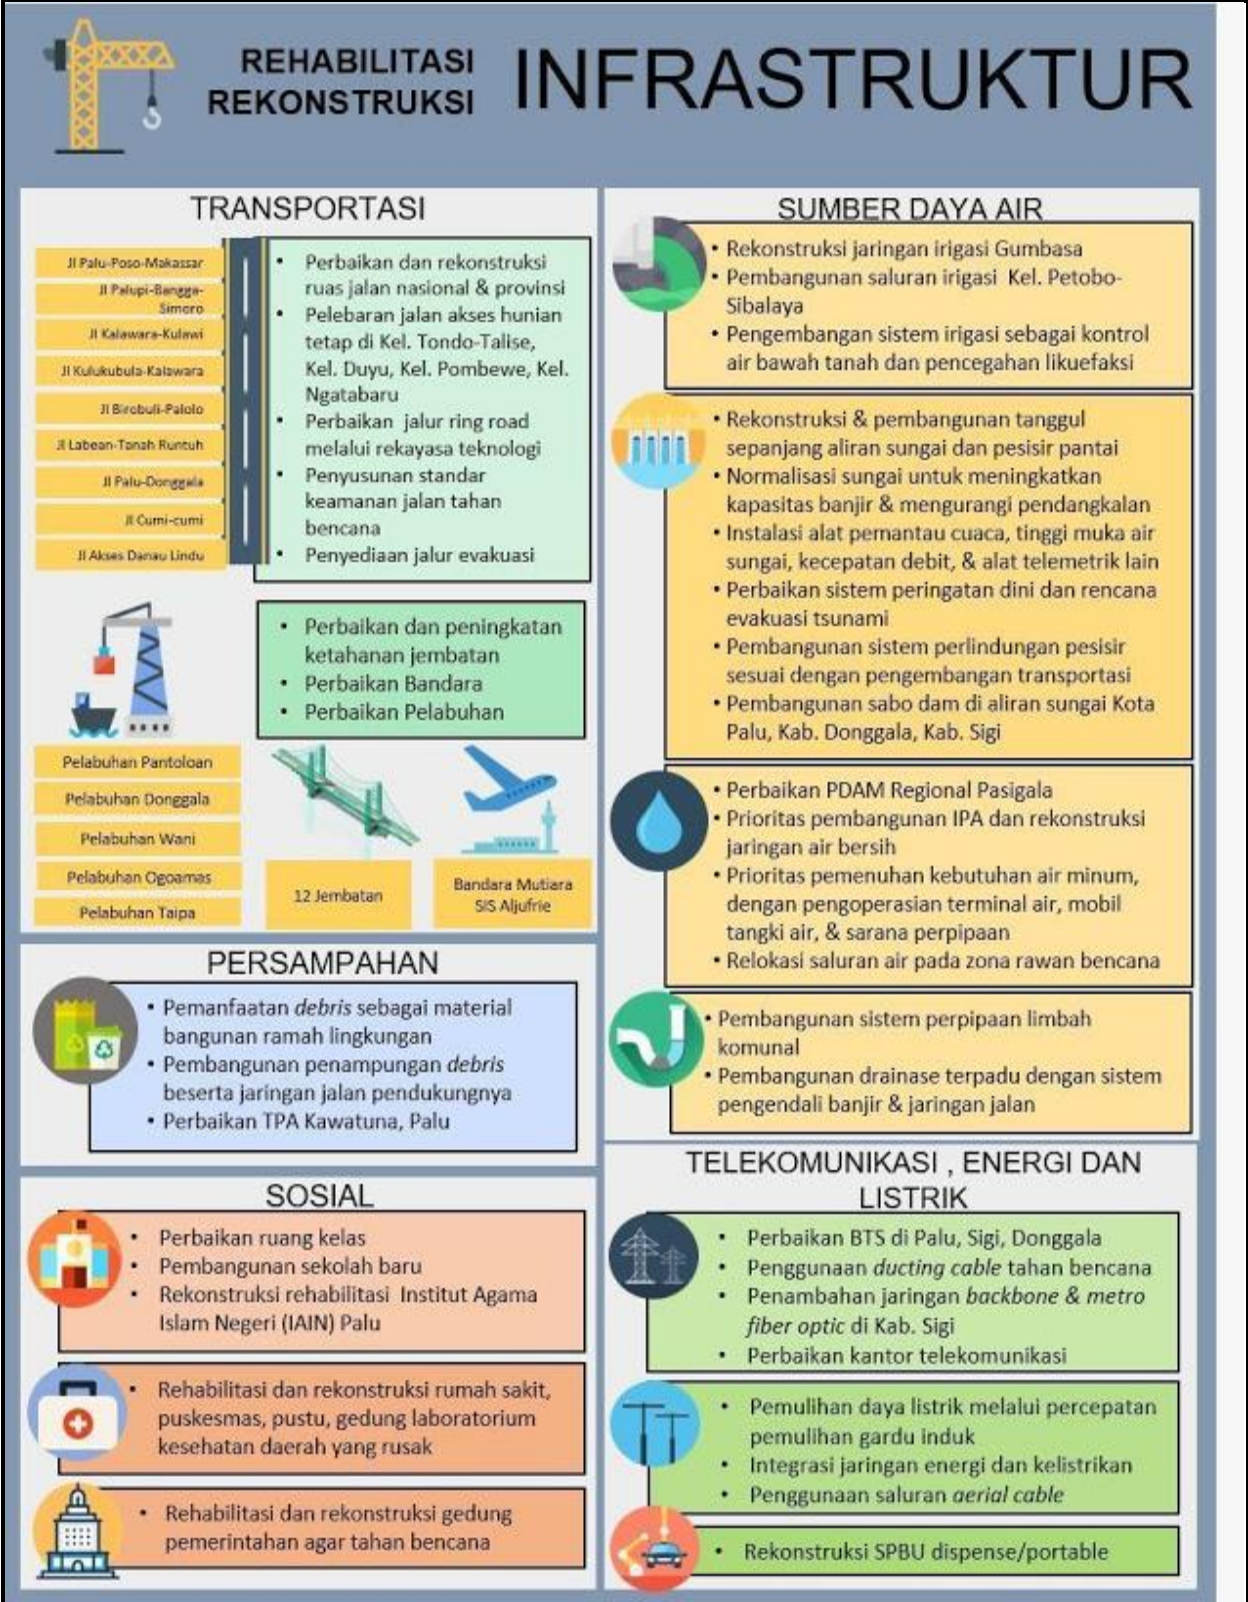 REHABILITASI
REKONSTRUKSI
INFRASTRUKTUR
TRANSPORTASI
Jl Palu-Poso-Makassar
Jl Palupi-Bangga-
Simoro
Jl Kalawara-Kulawi
Jl Kulukubula-Kalawara
Jl Birobuli-Palolo
Jl Labean-Tanah Runtuh
Jl Palu-Donggala
Jl Cumi-cumi
Jl Akses Danau Lindu
• Perbaikan dan rekonstruksi
ruas jalan nasional & provinsi
• Pelebaran jalan akses hunian
tetap di Kel. Tondo-Talise,
Kel. Duyu, Kel. Pombewe, Kel.
Ngatabaru
• Perbaikan jalur ring road
melalui rekayasa teknologi
• Penyusunan standar
keamanan jalan tahan
bencana
• Penyediaan jalur evakuasi
• Perbaikan dan peningkatan
ketahanan jembatan
• Perbaikan Bandara
• Perbaikan Pelabuhan
Pelabuhan Pantoloan
Pelabuhan Donggala
Pelabuhan Wani
Pelabuhan Ogoamas
Pelabuhan Taipa
12 Jembatan
Bandara Mutiara
SIS Aljufrie
PERSAMPAHAN
• Pemanfaatan debris sebagai material
bangunan ramah lingkungan
• Pembangunan penampungan debris
beserta jaringan jalan pendukungnya
• Perbaikan TPA Kawatuna, Palu
SOSIAL
• Perbaikan ruang kelas
• Pembangunan sekolah baru
• Rekonstruksi rehabilitasi Institut Agama
Islam Negeri (IAIN) Palu
• Rehabilitasi dan rekonstruksi rumah sakit,
puskesmas, pustu, gedung laboratorium
kesehatan daerah yang rusak
• Rehabilitasi dan rekonstruksi gedung
pemerintahan agar tahan bencana
SUMBER DAYA AIR
• Rekonstruksi jaringan irigasi Gumbasa
• Pembangunan saluran irigasi Kel. Petobo-
Sibalaya
• Pengembangan sistem irigasi sebagai kontrol
air bawah tanah dan pencegahan likuefaksi
• Rekonstruksi & pembangunan tanggul
sepanjang aliran sungai dan pesisir pantai
• Normalisasi sungai untuk meningkatkan
kapasitas banjir & mengurangi pendangkalan
• Instalasi alat pemantau cuaca, tinggi muka air
sungai, kecepatan debit, & alat telemetrik lain
• Perbaikan sistem peringatan dini dan rencana
evakuasi tsunami
• Pembangunan sistem perlindungan pesisir
sesuai dengan pengembangan transportasi
• Pembangunan sabo dam di aliran sungai Kota
Palu, Kab. Donggala, Kab. Sigi
• Perbaikan PDAM Regional Pasigala
• Prioritas pembangunan IPA dan rekonstruksi
jaringan air bersih
• Prioritas pemenuhan kebutuhan air minum,
dengan pengoperasian terminal air, mobil
tangki air, & sarana perpipaan
• Relokasi saluran air pada zona rawan bencana
• Pembangunan sistem perpipaan limbah
komunal
• Pembangunan drainase terpadu dengan sistem
pengendali banjir & jaringan jalan
TELEKOMUNIKASI , ENERGI DAN
LISTRIK
• Perbaikan BTS di Palu, Sigi, Donggala
• Penggunaan ducting cable tahan bencana
• Penambahan jaringan backbone & metro
fiber optic di Kab. Sigi
• Perbaikan kantor telekomunikasi
• Pemulihan daya listrik melalui percepatan
pemulihan gardu induk
• Integrasi jaringan energi dan kelistrikan
• Penggunaan saluran aerial cable
• Rekonstruksi SPBU dispense/portable